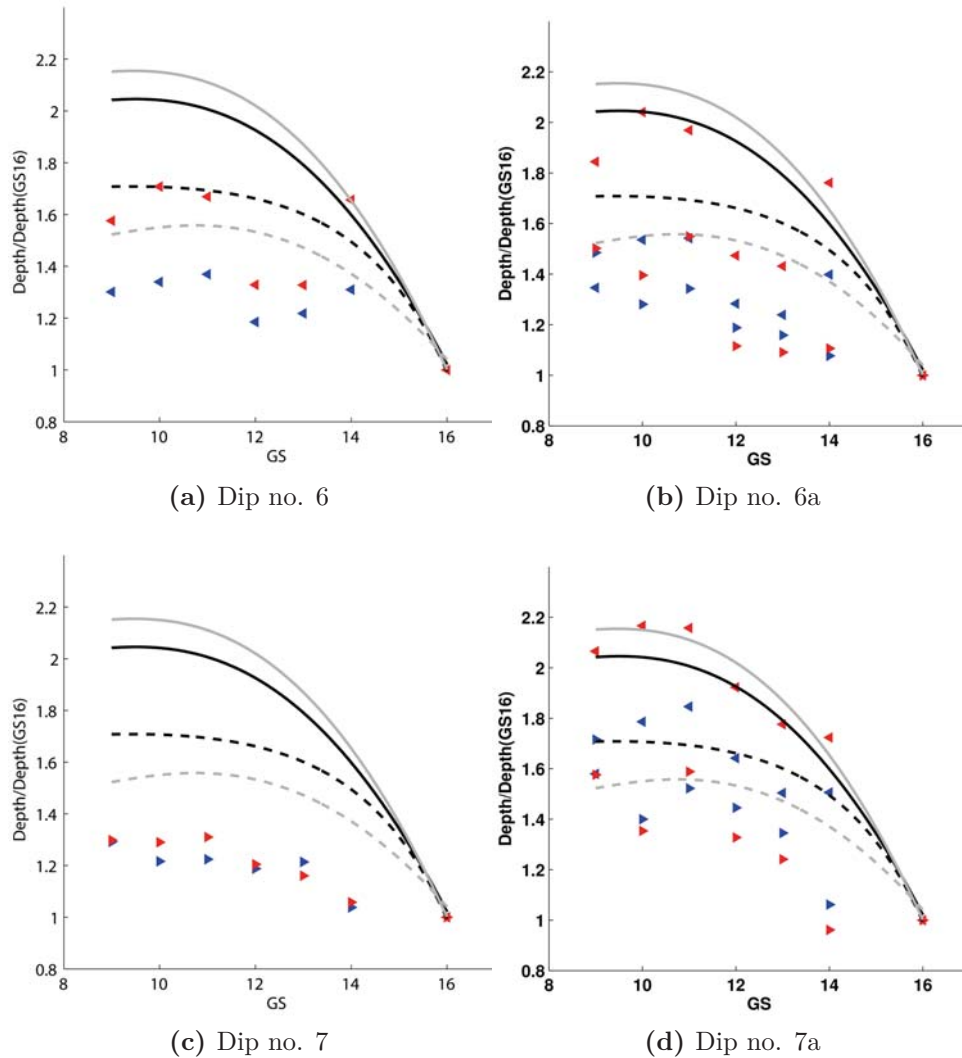 2.2
2
1.8
1.6
1.4
1.2
1
0.8
Depth/Depth(GS16)
8 10 12 14 16
GS
(a) Dip no. 6
2.2
2
1.8
1.6
1.4
1.2
1
0.8
Depth/Depth(GS16)
8 10 12 14 16
GS
(b) Dip no. 6a
2.2
2
1.8
1.6
1.4
1.2
1
0.8
Depth/Depth(GS16)
8 10 12 14 16
GS
(c) Dip no. 7
2.2
2
1.8
1.6
1.4
1.2
1
0.8
Depth/Depth(GS16)
8 10 12 14 16
GS
(d) Dip no. 7a